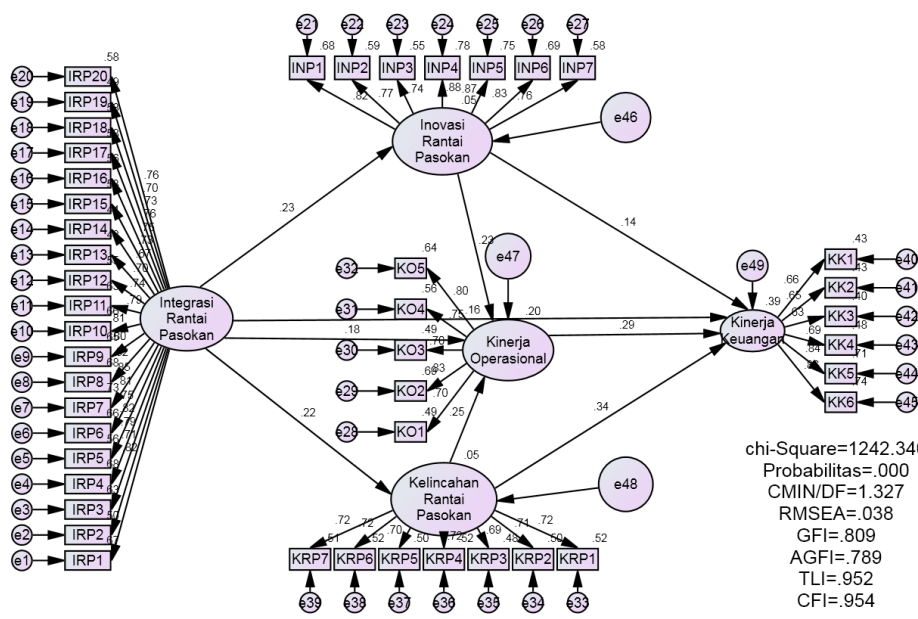 e21 e22 e23 e24 e25 e26 e27
.68 .59 .55 .78 .75 .69 .58
INP1 INP2 INP3 INP4 INP5 INP6 INP7
.82 .77 .74 .88 .87 .83 .76
.05
Inovasi
Rantai
Pasokan
e46
.58
e20 IRP20
e19 IRP19
e18 IRP18
e17 IRP17
e16 IRP16
e15 IRP15
e14 IRP14
e13 IRP13
e12 IRP12
e11 IRP11
e10 IRP10
e9 IRP9
e8 IRP8
e7 IRP7
e6 IRP6
e5 IRP5
e4 IRP4
e3 IRP3
e2 IRP2
e1 IRP1
.76
.70
.73
.76
Integrasi
Rantai
Pasokan
.23
.18
.22
.23
.14
e47
.64
e32 KO5
.80
.56
e31 KO4
.75 .16 .20
.49
e30 KO3
e29 KO2
.70
.49
e28 KO1
.25
Kinerja
Operasional
.29
.34
e49
.39
Kinerja
Keuangan
.43
KK1 e40
.66
KK2 e41
.65
KK3 e42
.63
KK4 e43
.69
KK5 e44
.84
KK6 e45
.05
Kelincahan
Rantai
Pasokan
e48
.72 .72 .70 .72 .69 .71 .72
.51 .52 .50 .52 .48 .50 .52
KRP7 KRP6 KRP5 KRP4 KRP3 KRP2 KRP1
e39 e38 e37 e36 e35 e34 e33
chi-Square=1242.340
Probabilitas=.000
CMIN/DF=1.327
RMSEA=.038
GFI=.809
AGFI=.789
TLI=.952
CFI=.954